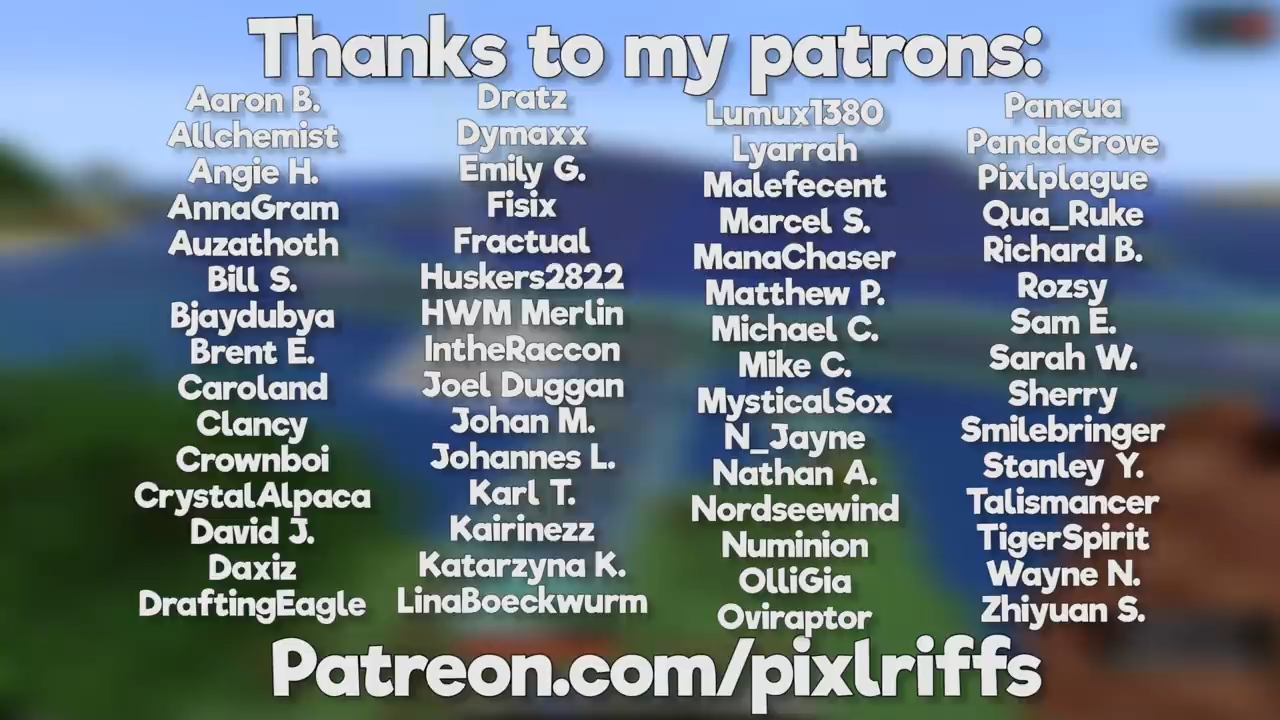 Thanks to my patrons:
Aaron B.
Allchemist
Angie H.
AnnaGram
Auzathoth
Bill S.
Bjaydubya
Brent E.
Caroland
Clancy
Crownboi
CrystalAlpaca
David J.
Daxiz
DraftingEagle
Dratz
Dymaxx
Emily G.
Fisix
Fractual
Huskers2822
HWM Merlin
IntheRaccon
Joel Duggan
Johan M.
Johannes L.
Karl T.
Kairinezz
Katarzyna K.
LinaBoeckwurm
Lumux1380
Lyarrah
Malefecent
Marcel S.
ManaChaser
Matthew P.
Michael C.
Mike C.
MysticalSox
N_Jayne
Nathan A.
Nordseewind
Numinion
OlliGia
Oviraptor
Pancua
PandaGrove
Pixlplague
Qua_Ruke
Richard B.
Rozsy
Sam E.
Sarah W.
Sherry
Smilebringer
Stanley Y.
Talismancer
TigerSpirit
Wayne N.
Zhiyuan S.
Patreon.com/pixlriffs